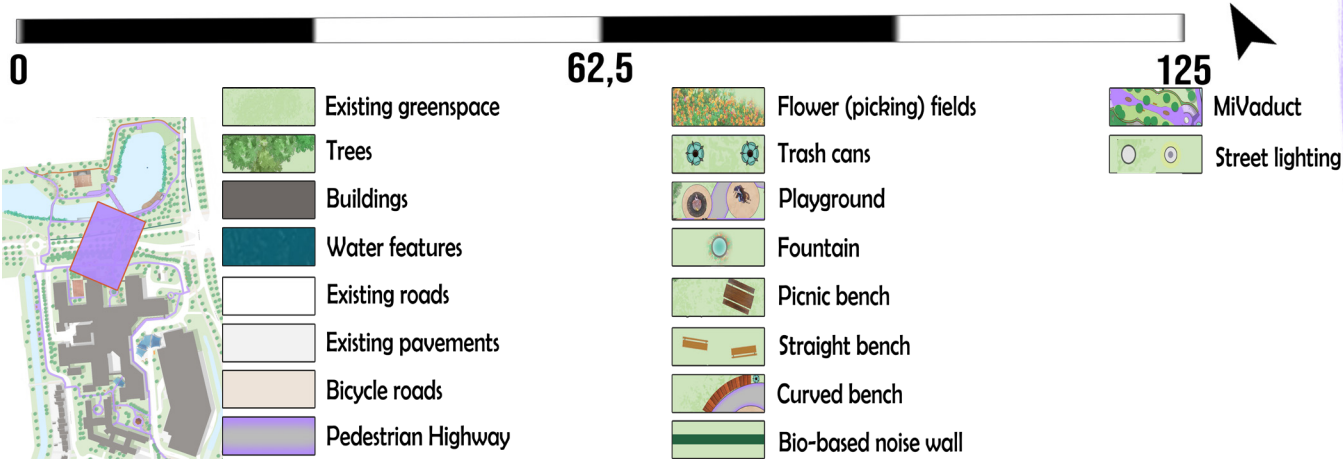 0
62,5
125
Existing greenspace
Trees
Buildings
Water features
Existing roads
Existing pavements
Bicycle roads
Pedestrian Highway
Flower (picking) fields
Trash cans
Playground
Fountain
Picnic bench
Straight bench
Curved bench
Bio-based noise wall
MiVaduct
Street lighting